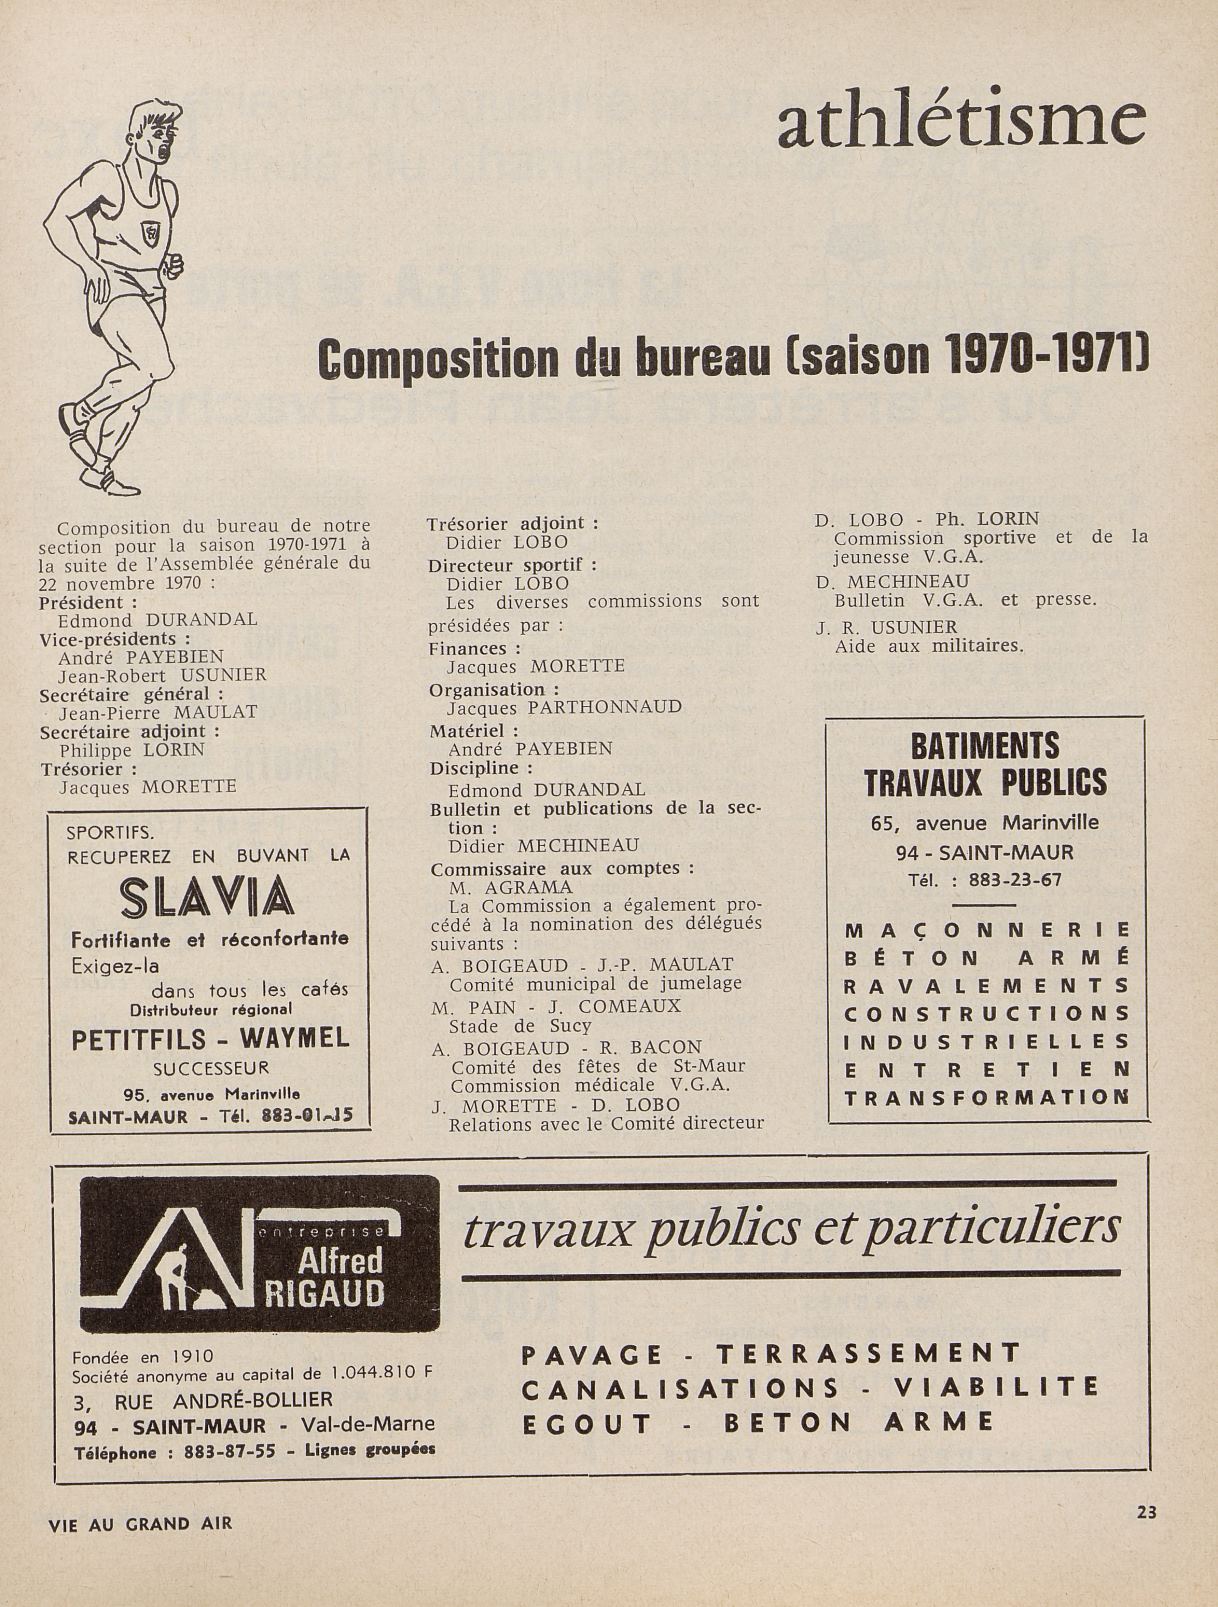 athlétisme
Composition du bureau (saison 1970-1971)
Composition du bureau de notre
section pour la saison 1970-1971 à
la suite de l'Assemblée générale du
22 novembre 1970 :
Président :
Edmond DURANDAL
Vice-présidents :
André PAYEBIEN
Jean-Robert USUNIER
Secrétaire général :
Jean-Pierre MAULAT
Secrétaire adjoint :
Philippe LORIN
Trésorier :
Jacques MORETTE
SPORTIFS.
RECUPEREZ EN BUVANT LA
SLAVIA
Fortifiante et réconfortante
Exigez-la
dans tous les cafés
Distributeur régional
PETITFILS - WAYMEL
SUCCESSEUR
95, avenue Marinville
SAINT-MAUR - Tél. 883-01-15
Trésorier adjoint :
Didier LOBO
Directeur sportif :
Didier LOBO
Les diverses commissions sont
présidées par :
Finances :
Jacques MORETTE
Organisation :
Jacques PARTHONNAUD
Matériel :
André PAYEBIEN
Discipline :
Edmond DURANDAL
Bulletin et publications de la sec-
tion :
Didier MECHINEAU
Commissaire aux comptes :
M. AGRAMA
La Commission a également pro-
cédé à la nomination des délégués
suivants :
A. BOIGEAUD - J.-P. MAULAT
Comité municipal de jumelage
M. PAIN - J. COMEAUX
Stade de Sucy
A. BOIGEAUD - R. BACON
Comité des fêtes de St-Maur
Commission médicale V.G.A.
J. MORETTE - D. LOBO
Relations avec le Comité directeur
D. LOBO - Ph. LORIN
Commission sportive et de la
jeunesse V.G.A.
D. MECHINEAU
Bulletin V.G.A. et presse.
J. R. USUNIER
Aide aux militaires.
BATIMENTS
TRAVAUX PUBLICS
65, avenue Marinville
94 - SAINT-MAUR
Tél. : 883-23-67
MAÇONNERIE
BÉTON ARMÉ
RAVALEMENTS
CONSTRUCTIONS
INDUSTRIELLES
ENTRETIEN
TRANSFORMATION
entreprise
Alfred
RIGAUD
Fondée en 1910
Société anonyme au capital de 1.044.810 F
3, RUE ANDRÉ-BOLLIER
94 - SAINT-MAUR - Val-de-Marne
Téléphone : 883-87-55 - Lignes groupées
travaux publics et particuliers
PAVAGE - TERRASSEMENT
CANALISATIONS - VIABILITE
EGOUT - BETON ARME
VIE AU GRAND AIR
23